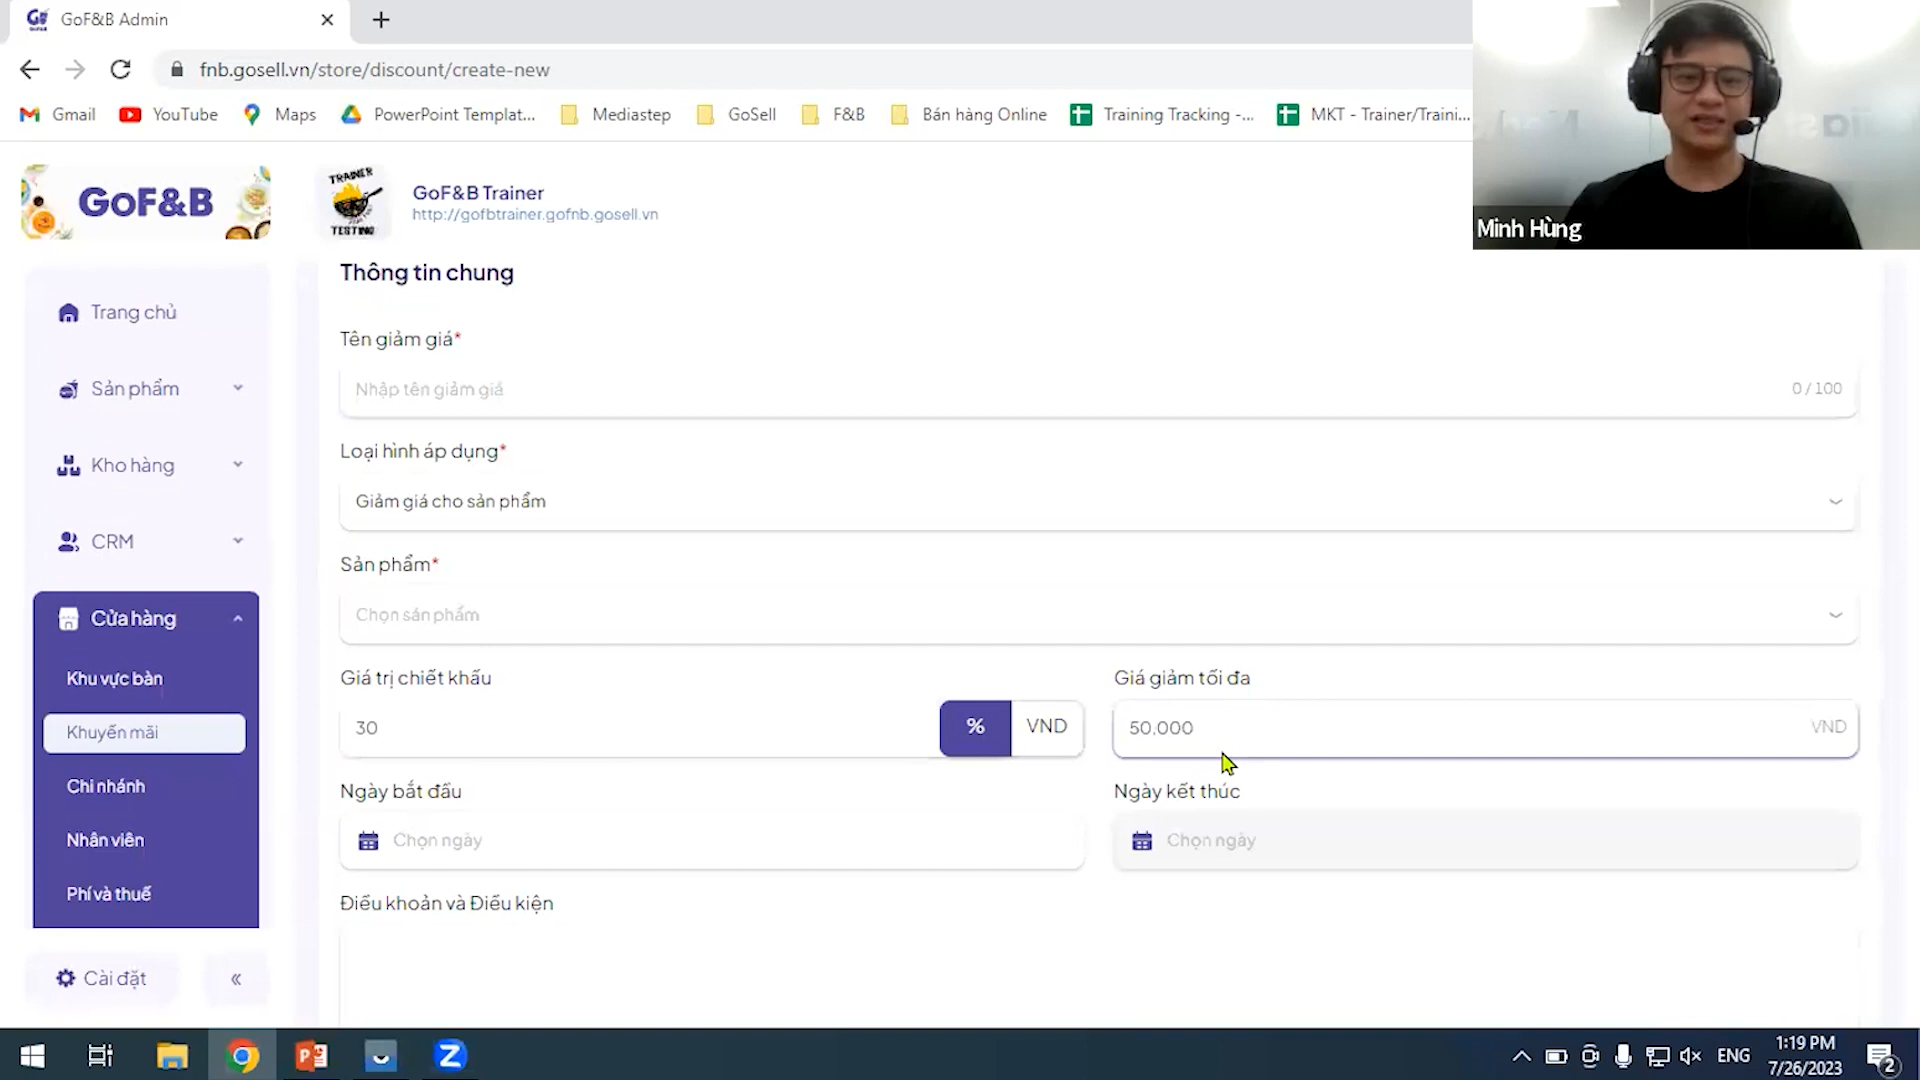 GoF&B Admin
fnb.gosell.vn/store/discount/create-new
Gmail
YouTube
Maps
PowerPoint Templat...
Mediastep
GoSell
F&B
Bán hàng Online
Training Tracking -...
MKT - Trainer/Traini...
Minh Hùng
GoF&B
TRAINER
TESTING
GoF&B Trainer
http://gofbtrainer.gofnb.gosell.vn
Trang chủ
Sản phẩm
Kho hàng
CRM
Cửa hàng
Khu vực bàn
Khuyến mãi
Chi nhánh
Nhân viên
Phí và thuế
Cài đặt
«
Thông tin chung
Tên giảm giá*
Nhập tên giảm giá
0 / 100
Loại hình áp dụng*
Giảm giá cho sản phẩm
Sản phẩm*
Chọn sản phẩm
Giá trị chiết khấu
30
%
VND
Giá giảm tối đa
50.000
VND
Ngày bắt đầu
Chọn ngày
Ngày kết thúc
Chọn ngày
Điều khoản và Điều kiện
ENG
1:19 PM
7/26/2023
2